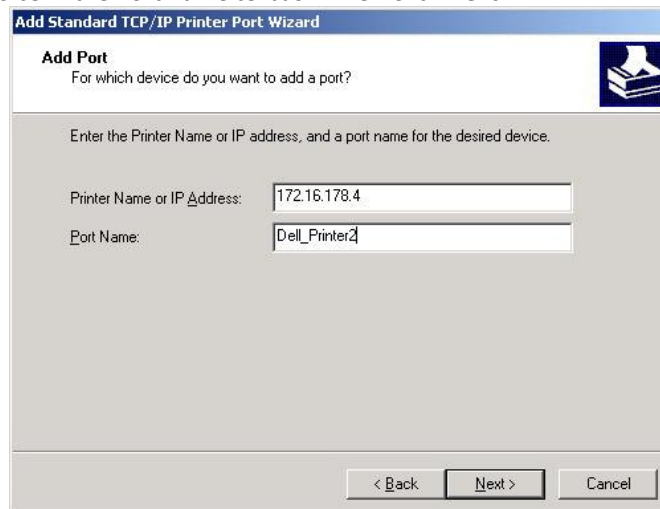 Add Standard TCP/IP Printer Port Wizard
Add Port
For which device do you want to add a port?
Enter the Printer Name or IP address, and a port name for the desired device.
Printer Name or IP Address: 172.16.178.4
Port Name: Dell_Printer2
< Back Next > Cancel